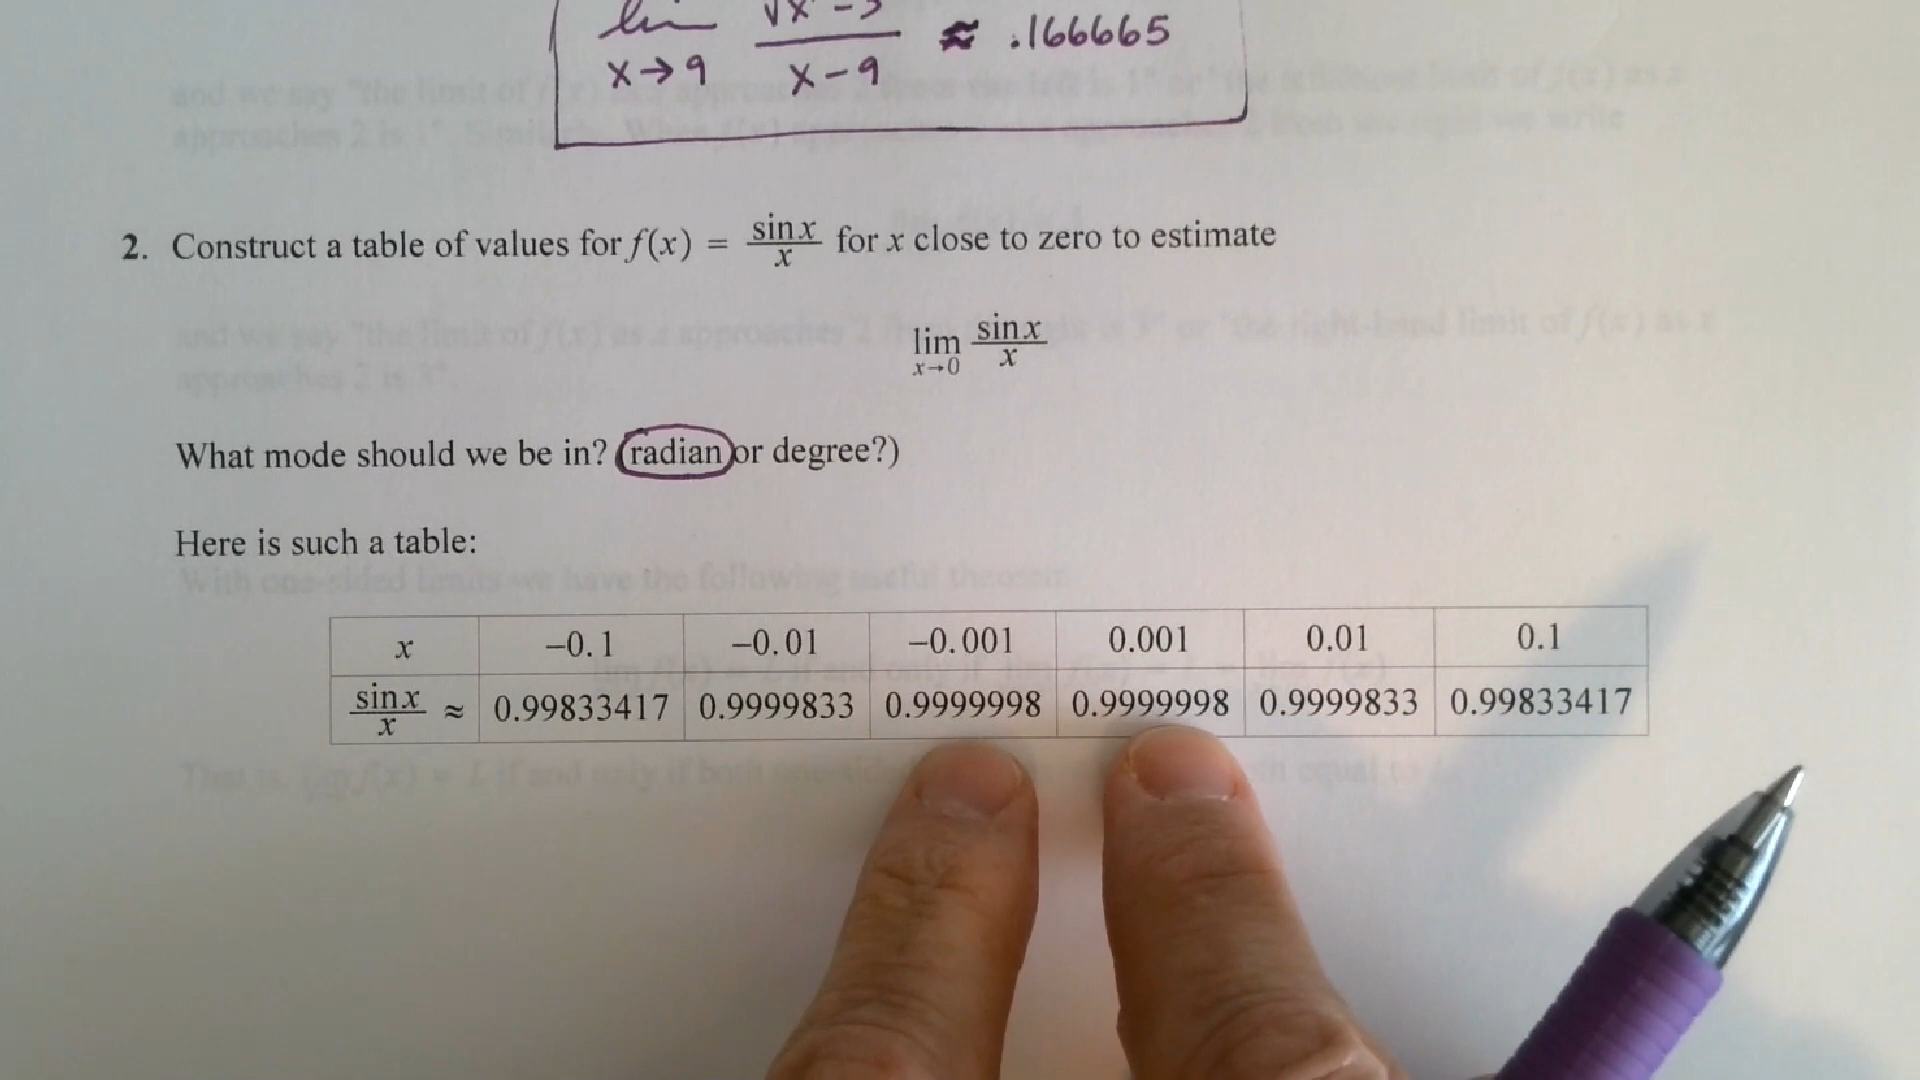 lim √x - 3 / x - 9 ≈ .166665
x→9
2. Construct a table of values for f(x) = sin x / x for x close to zero to estimate
lim x→0 sin x / x
What mode should we be in? (radian or degree?)
Here is such a table:
x −0.1 −0.01 −0.001 0.001 0.01 0.1
sin x / x ≈ 0.99833417 0.9999833 0.9999998 0.9999998 0.9999833 0.99833417